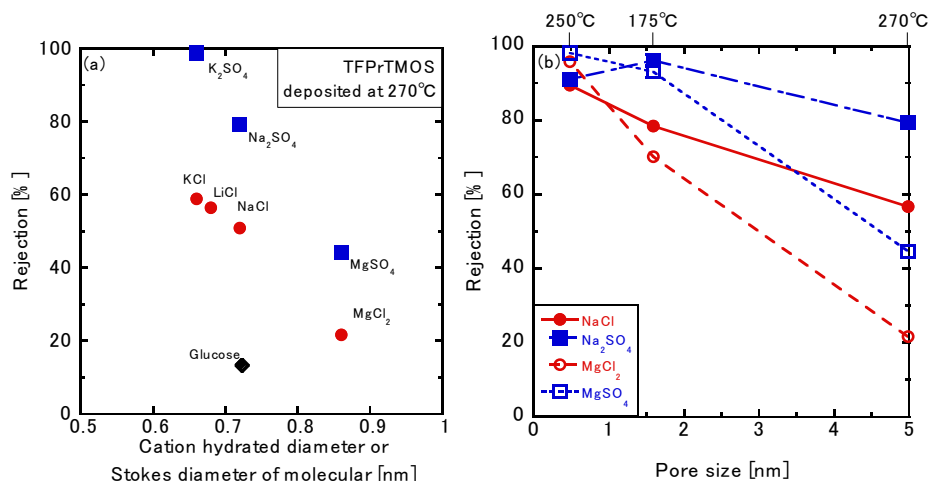 (a)
TFPrTMOS
deposited at 270℃
K₂SO₄
Na₂SO₄
KCl
LiCl
NaCl
MgSO₄
MgCl₂
Glucose
Rejection [%]
100
80
60
40
20
0
0.5 0.6 0.7 0.8 0.9 1
Cation hydrated diameter or
Stokes diameter of molecular [nm]
250℃ 175℃ 270℃
(b)
Rejection [%]
100
80
60
40
20
0
NaCl
Na₂SO₄
MgCl₂
MgSO₄
0 1 2 3 4 5
Pore size [nm]